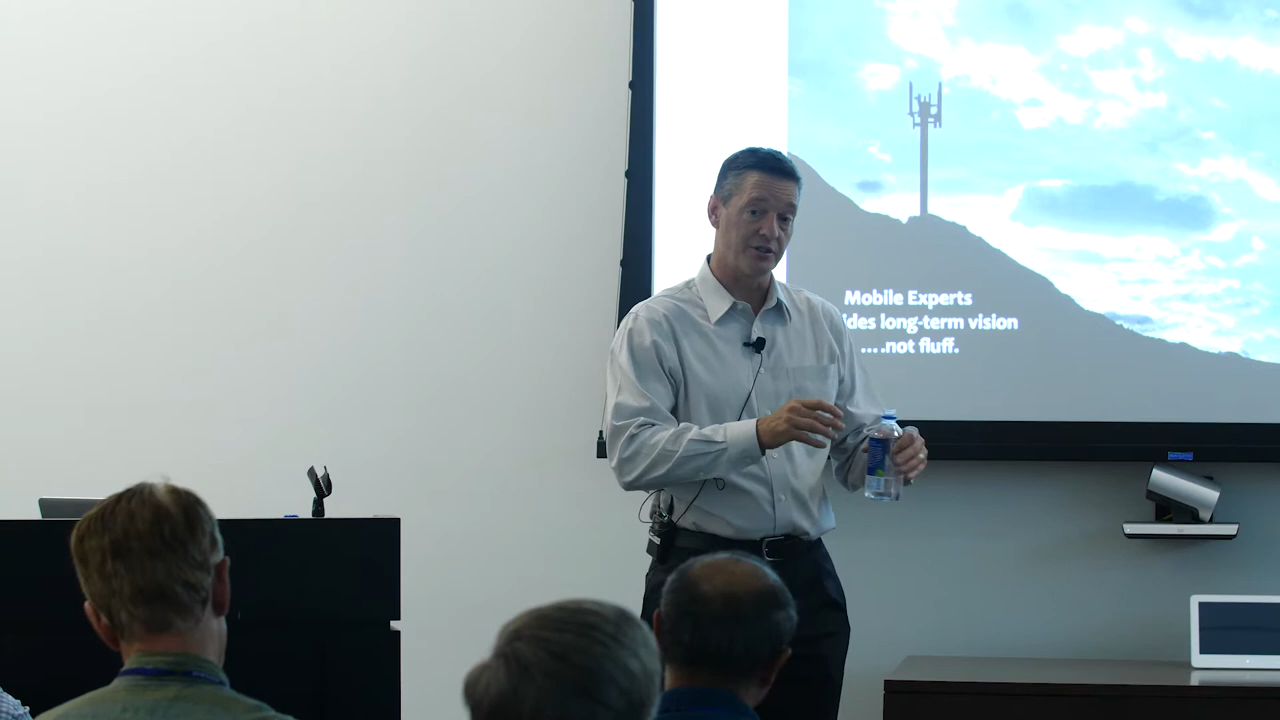 Mobile Experts
ides long-term vision
....not fluff.